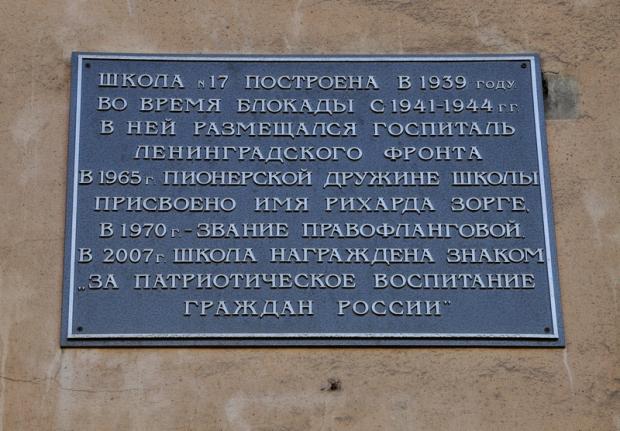 ШКОЛА №17 ПОСТРОЕНА В 1939 ГОДУ.
ВО ВРЕМЯ БЛОКАДЫ С 1941-1944 Г.Г.
В НЕЙ РАЗМЕЩАЛСЯ ГОСПИТАЛЬ
ЛЕНИНГРАДСКОГО ФРОНТА
В 1965 Г. ПИОНЕРСКОЙ ДРУЖИНЕ ШКОЛЫ
ПРИСВОЕНО ИМЯ РИХАРДА ЗОРГЕ,
В 1970 Г. - ЗВАНИЕ ПРАВОФЛАНГОВОЙ.
В 2007 Г. ШКОЛА НАГРАЖДЕНА ЗНАКОМ
„ЗА ПАТРИОТИЧЕСКОЕ ВОСПИТАНИЕ
ГРАЖДАН РОССИИ"